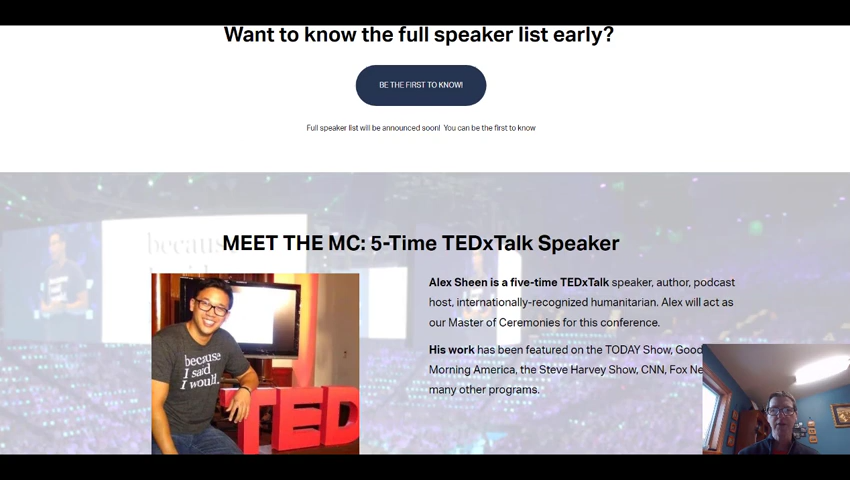 Want to know the full speaker list early?
BE THE FIRST TO KNOW!
Full speaker list will be announced soon! You can be the first to know
MEET THE MC: 5-Time TEDxTalk Speaker
Alex Sheen is a five-time TEDxTalk speaker, author, podcast
host, internationally-recognized humanitarian. Alex will act as
our Master of Ceremonies for this conference.
His work has been featured on the TODAY Show, Good
Morning America, the Steve Harvey Show, CNN, Fox Ne
many other programs.
because
I said
I would.
TED